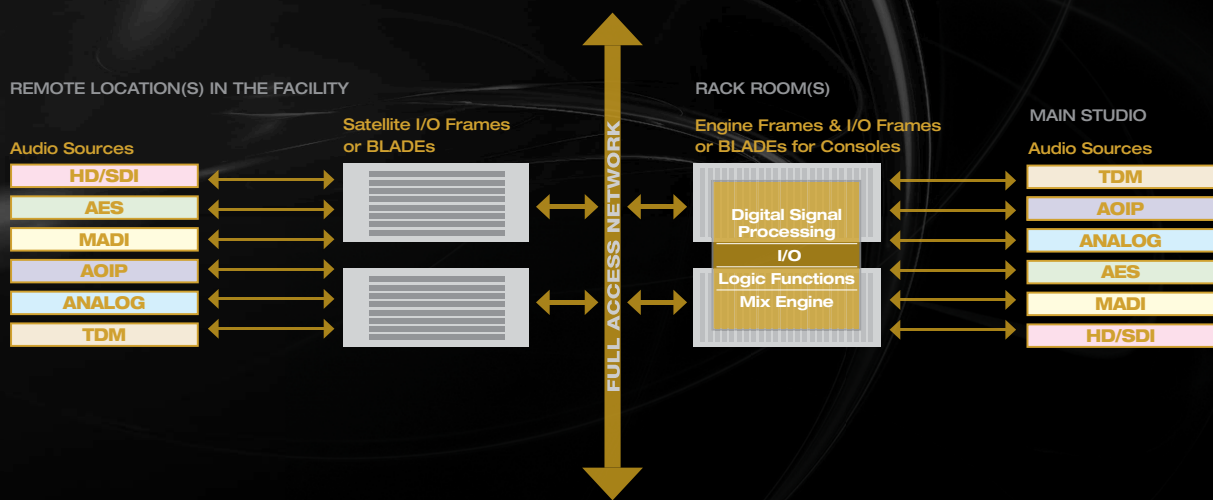 REMOTE LOCATION(S) IN THE FACILITY
Audio Sources
HD/SDI
AES
MADI
AOIP
ANALOG
TDM
Satellite I/O Frames
or BLADEs
FULL ACCESS NETWORK
RACK ROOM(S)
Engine Frames & I/O Frames
or BLADEs for Consoles
Digital Signal
Processing
I/O
Logic Functions
Mix Engine
MAIN STUDIO
Audio Sources
TDM
AOIP
ANALOG
AES
MADI
HD/SDI